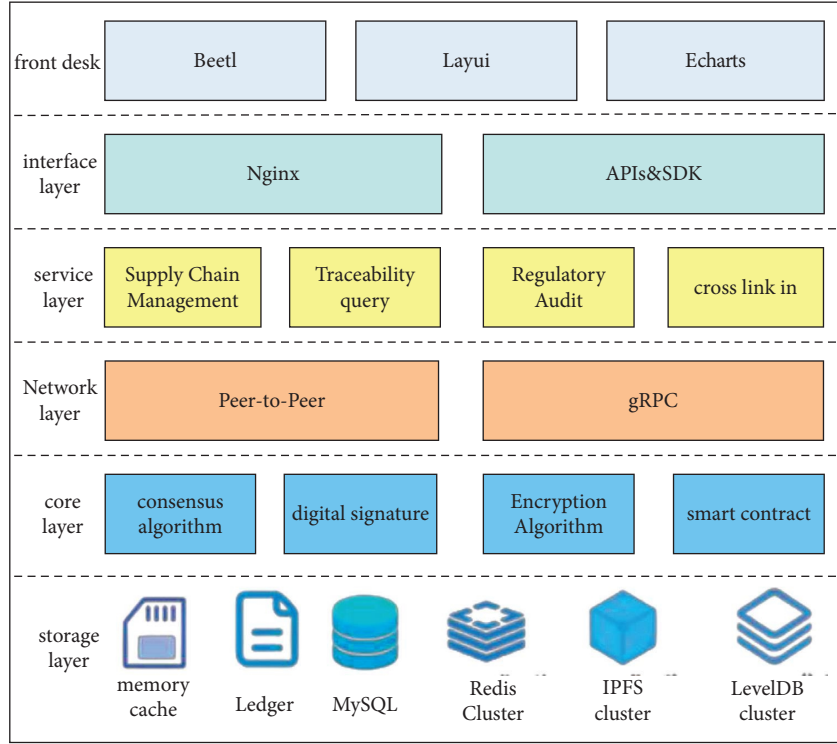 front desk
Beetl
Layui
Echarts
interface
layer
Nginx
APIs&SDK
service
layer
Supply Chain
Management
Traceability
query
Regulatory
Audit
cross link in
Network
layer
Peer-to-Peer
gRPC
core
layer
consensus
algorithm
digital signature
Encryption
Algorithm
smart contract
storage
layer
memory
cache
Ledger
MySQL
Redis
Cluster
IPFS
cluster
LevelDB
cluster